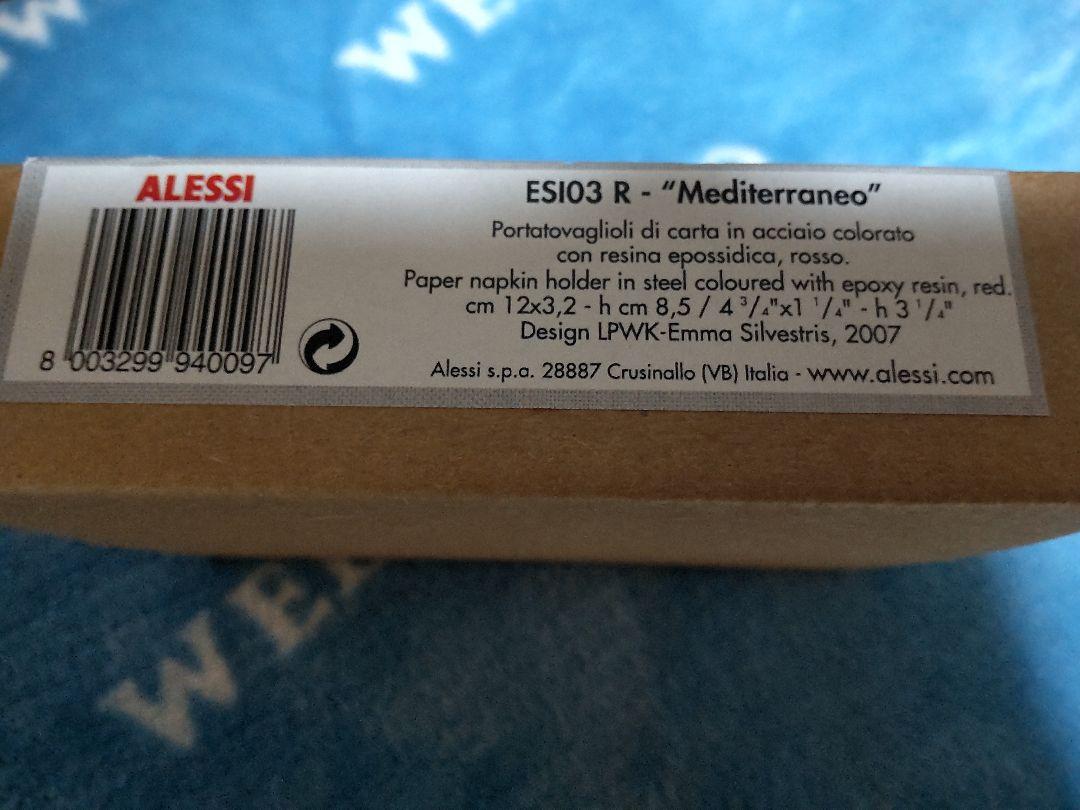 WE
ALESSI
8 003299 940097
ESI03 R - "Mediterraneo"
Portatovaglioli di carta in acciaio colorato
con resina epossidica, rosso.
Paper napkin holder in steel coloured with epoxy resin, red.
cm 12x3,2 - h cm 8,5 / 4 3/4"x1 1/4" - h 3 1/4"
Design LPWK-Emma Silvestris, 2007
Alessi s.p.a. 28887 Crusinallo (VB) Italia - www.alessi.com